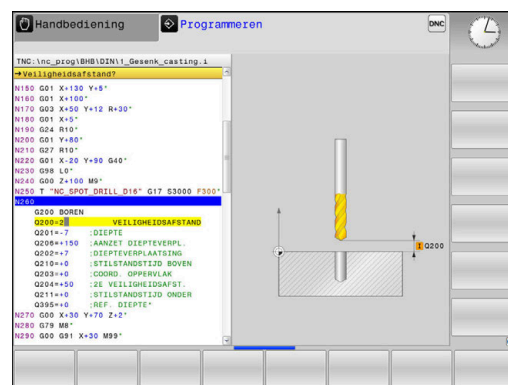 Handbediening
Programmeren
DNC
TNC:\nc_prog\BHB\DIN\1_Gesenk_casting.i
→Veiligheidsafstand?
N150 G01 X+130 Y+5*
N160 G01 X+100*
N170 G03 X+50 Y+12 R+30*
N180 G01 X+5*
N190 G24 R10*
N200 G01 Y+80*
N210 G27 R10*
N220 G01 X-20 Y+90 G40*
N230 G98 L0*
N240 G00 Z+100 M9*
N250 T "NC_SPOT_DRILL_D16" G17 S3000 F300*
N260
G200 BOREN
Q200=2 VEILIGHEIDSAFSTAND
Q201=-7 ;DIEPTE
Q206=+150 ;AANZET DIEPTEVERPL.
Q202=+7 ;DIEPTEVERPLAATSING
Q210=+0 ;STILSTANDSTIJD BOVEN
Q203=+0 ;COORD. OPPERVLAK
Q204=+50 ;2E VEILIGHEIDSAFST.
Q211=+0 ;STILSTANDSTIJD ONDER
Q395=+0 ;REF. DIEPTE*
N270 G00 X+30 Y+70 Z+2*
N280 G79 M8*
N290 G00 G91 X+30 M99*
I Q200